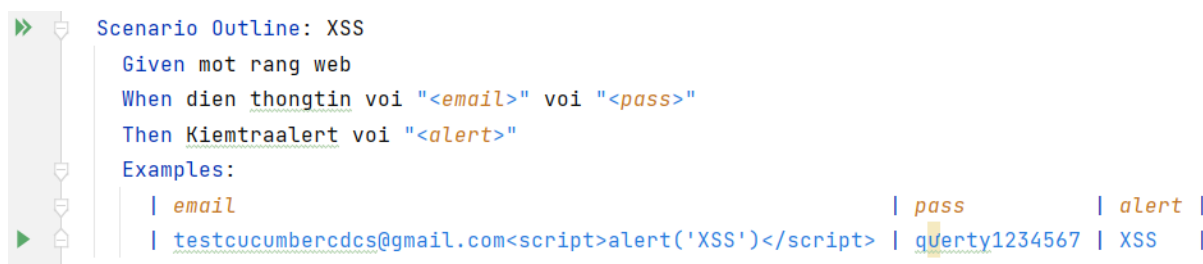 Scenario Outline: XSS
Given mot rang web
When dien thongtin voi "<email>" voi "<pass>"
Then Kiemtraalert voi "<alert>"
Examples:
| email | pass | alert |
| testcucumbercdcs@gmail.com<script>alert('XSS')</script> | qưerty1234567 | XSS |